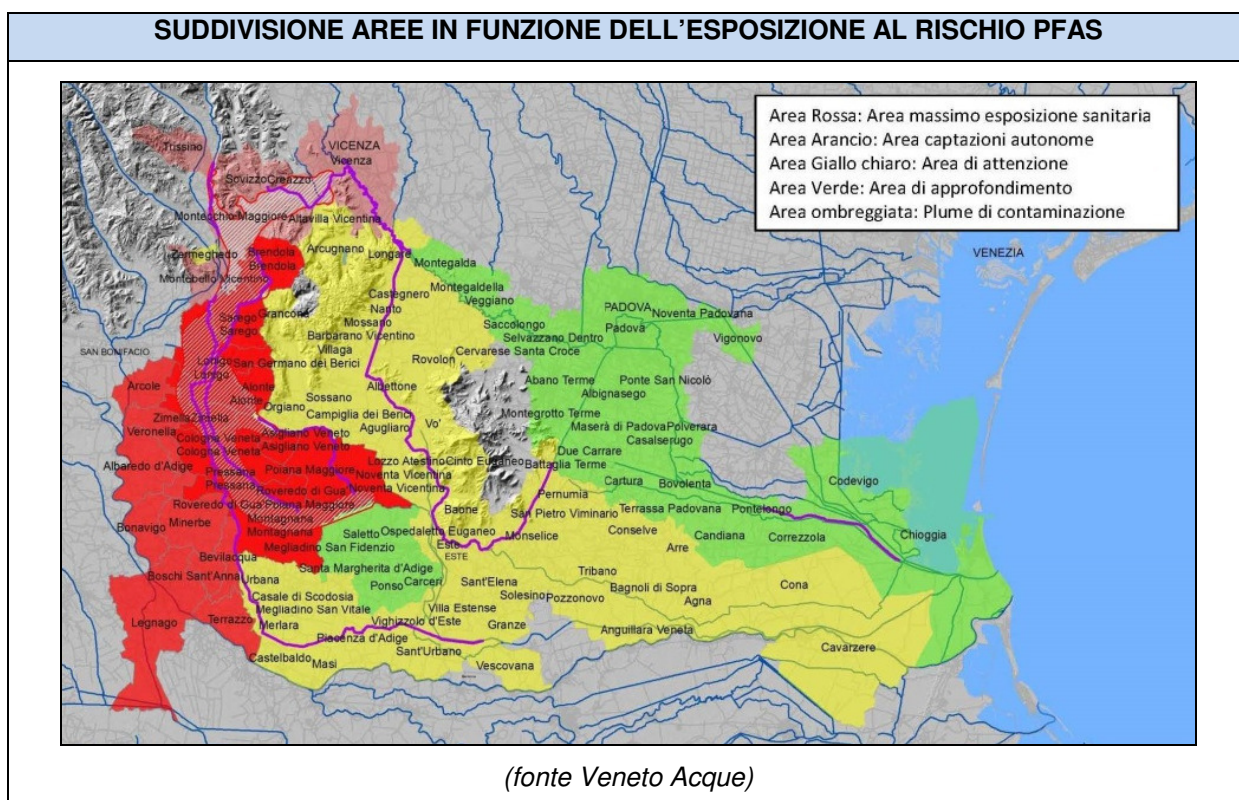 SUDDIVISIONE AREE IN FUNZIONE DELL'ESPOSIZIONE AL RISCHIO PFAS
Area Rossa: Area massimo esposizione sanitaria
Area Arancio: Area captazioni autonome
Area Giallo chiaro: Area di attenzione
Area Verde: Area di approfondimento
Area ombreggiata: Plume di contaminazione
Trissino
VICENZA
Vicenza
Sovizzo
Creazzo
Montecchio Maggiore
Altavilla Vicentina
Zermeghedo
Brendola
Brendola
Arcugnano
Longare
Montebello Vicentino
Montegalda
VENEZIA
Montegaldella
Veggiano
Castegnero
Nanto
Grancona
Mossano
Sarego
Sarego
Barbarano Vicentino
Villaga
Saccolongo
PADOVA
Padova
Noventa Padovana
Selvazzano Dentro
Vigonovo
SAN BONIFACIO
Cervarese Santa Croce
Rovolon
Lonigo
Lonigo
San Germano dei Berici
Arcole
Alonte
Alonte
Albettone
Abano Terme
Ponte San Nicolò
Albignasego
Sossano
Orgiano
Campiglia dei Berici
Agugliaro
Vo'
Montegrotto Terme
Maserà di Padova
Polverara
Casalserugo
Zimella
Zimella
Veronella
Cologna Veneta
Cologna Veneta
Asigliano Veneto
Asigliano Veneto
Due Carrare
Albaredo d'Adige
Pressana
Pressana
Poiana Maggiore
Lozzo Atestino
Cinto Euganeo
Battaglia Terme
Noventa Vicentina
Noventa Vicentina
Cartura
Bovolenta
Codevigo
Roveredo di Gua'
Roveredo di Gua'
Poiana Maggiore
Pernumia
Baone
San Pietro Viminario
Terrassa Padovana
Pontelongo
Bonavigo
Minerbe
Montagnana
Montagnana
Saletto
Ospedaletto Euganeo
Monselice
Conselve
Candiana
Correzzola
Chioggia
Bevilacqua
Megliadino San Fidenzio
Este
ESTE
Arre
Boschi Sant'Anna
Urbana
Santa Margherita d'Adige
Ponso
Carceri
Sant'Elena
Solesino
Pozzonovo
Tribano
Bagnoli di Sopra
Agna
Cona
Casale di Scodosia
Megliadino San Vitale
Villa Estense
Legnago
Terrazzo
Merlara
Vighizzolo d'Este
Granze
Piacenza d'Adige
Anguillara Veneta
Sant'Urbano
Cavarzere
Castelbaldo
Masi
Vescovana
(fonte Veneto Acque)